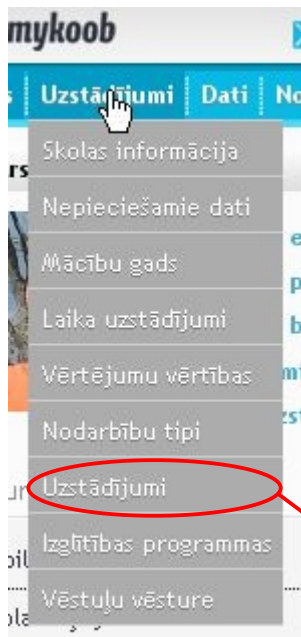 mykoob
Uzstādījumi Dati
Skolas informācija
Nepieciešamie dati
Mācību gads
Laika uzstādījumi
Vērtējumu vērtības
Nodarbību tipi
Uzstādījumi
Izglītības programmas
Vēstuļu vēsture